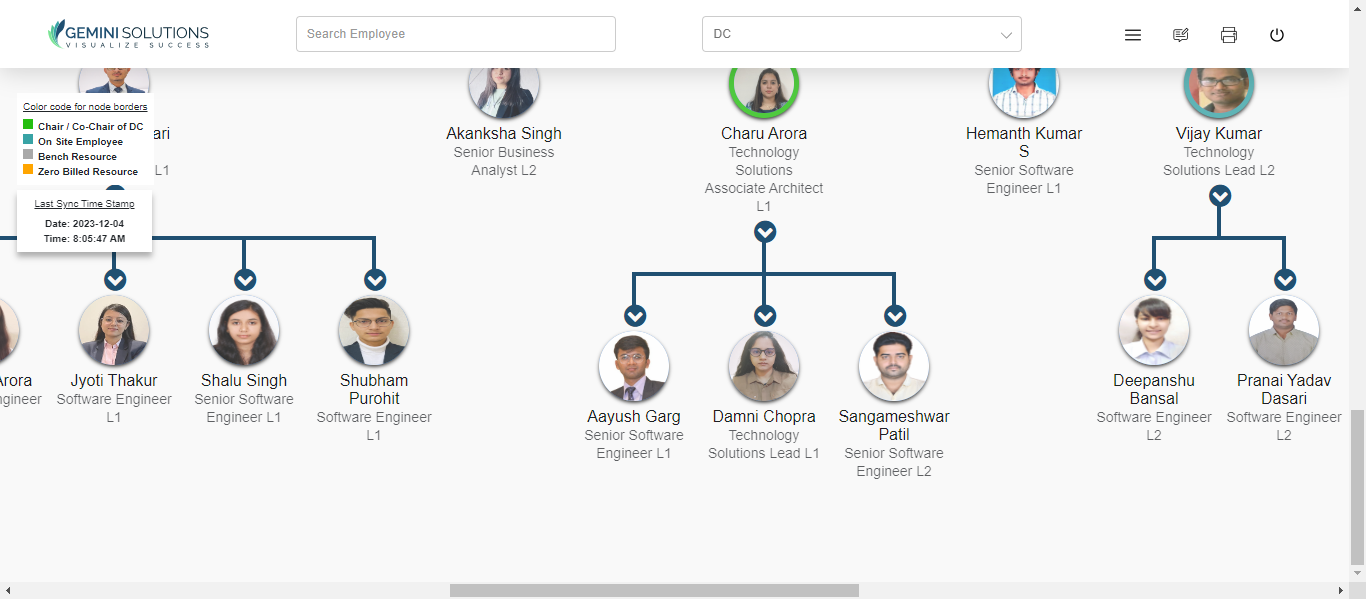 GEMINI SOLUTIONS
VISUALIZE SUCCESS
Search Employee
DC
Color code for node borders
Chair / Co-Chair of DC
On Site Employee
Bench Resource
Zero Billed Resource
Last Sync Time Stamp
Date: 2023-12-04
Time: 8:05:47 AM
ari
L1
Akanksha Singh
Senior Business
Analyst L2
Charu Arora
Technology
Solutions
Associate Architect
L1
Hemanth Kumar
S
Senior Software
Engineer L1
Vijay Kumar
Technology
Solutions Lead L2
Arora
ngineer
Jyoti Thakur
Software Engineer
L1
Shalu Singh
Senior Software
Engineer L1
Shubham
Purohit
Software Engineer
L1
Aayush Garg
Senior Software
Engineer L1
Damni Chopra
Technology
Solutions Lead L1
Sangameshwar
Patil
Senior Software
Engineer L2
Deepanshu
Bansal
Software Engineer
L2
Pranai Yadav
Dasari
Software Engineer
L2